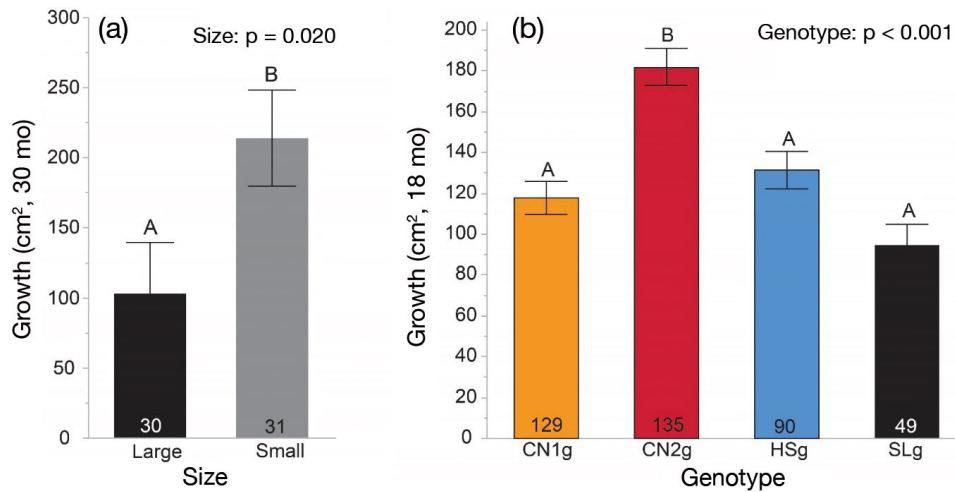 (a)
Size: p = 0.020
Growth (cm², 30 mo)
300
250
200
150
100
50
0
A
B
30
31
Large
Small
Size
(b)
Genotype: p < 0.001
Growth (cm², 18 mo)
200
180
160
140
120
100
80
60
40
20
0
A
B
A
A
129
135
90
49
CN1g
CN2g
HSg
SLg
Genotype